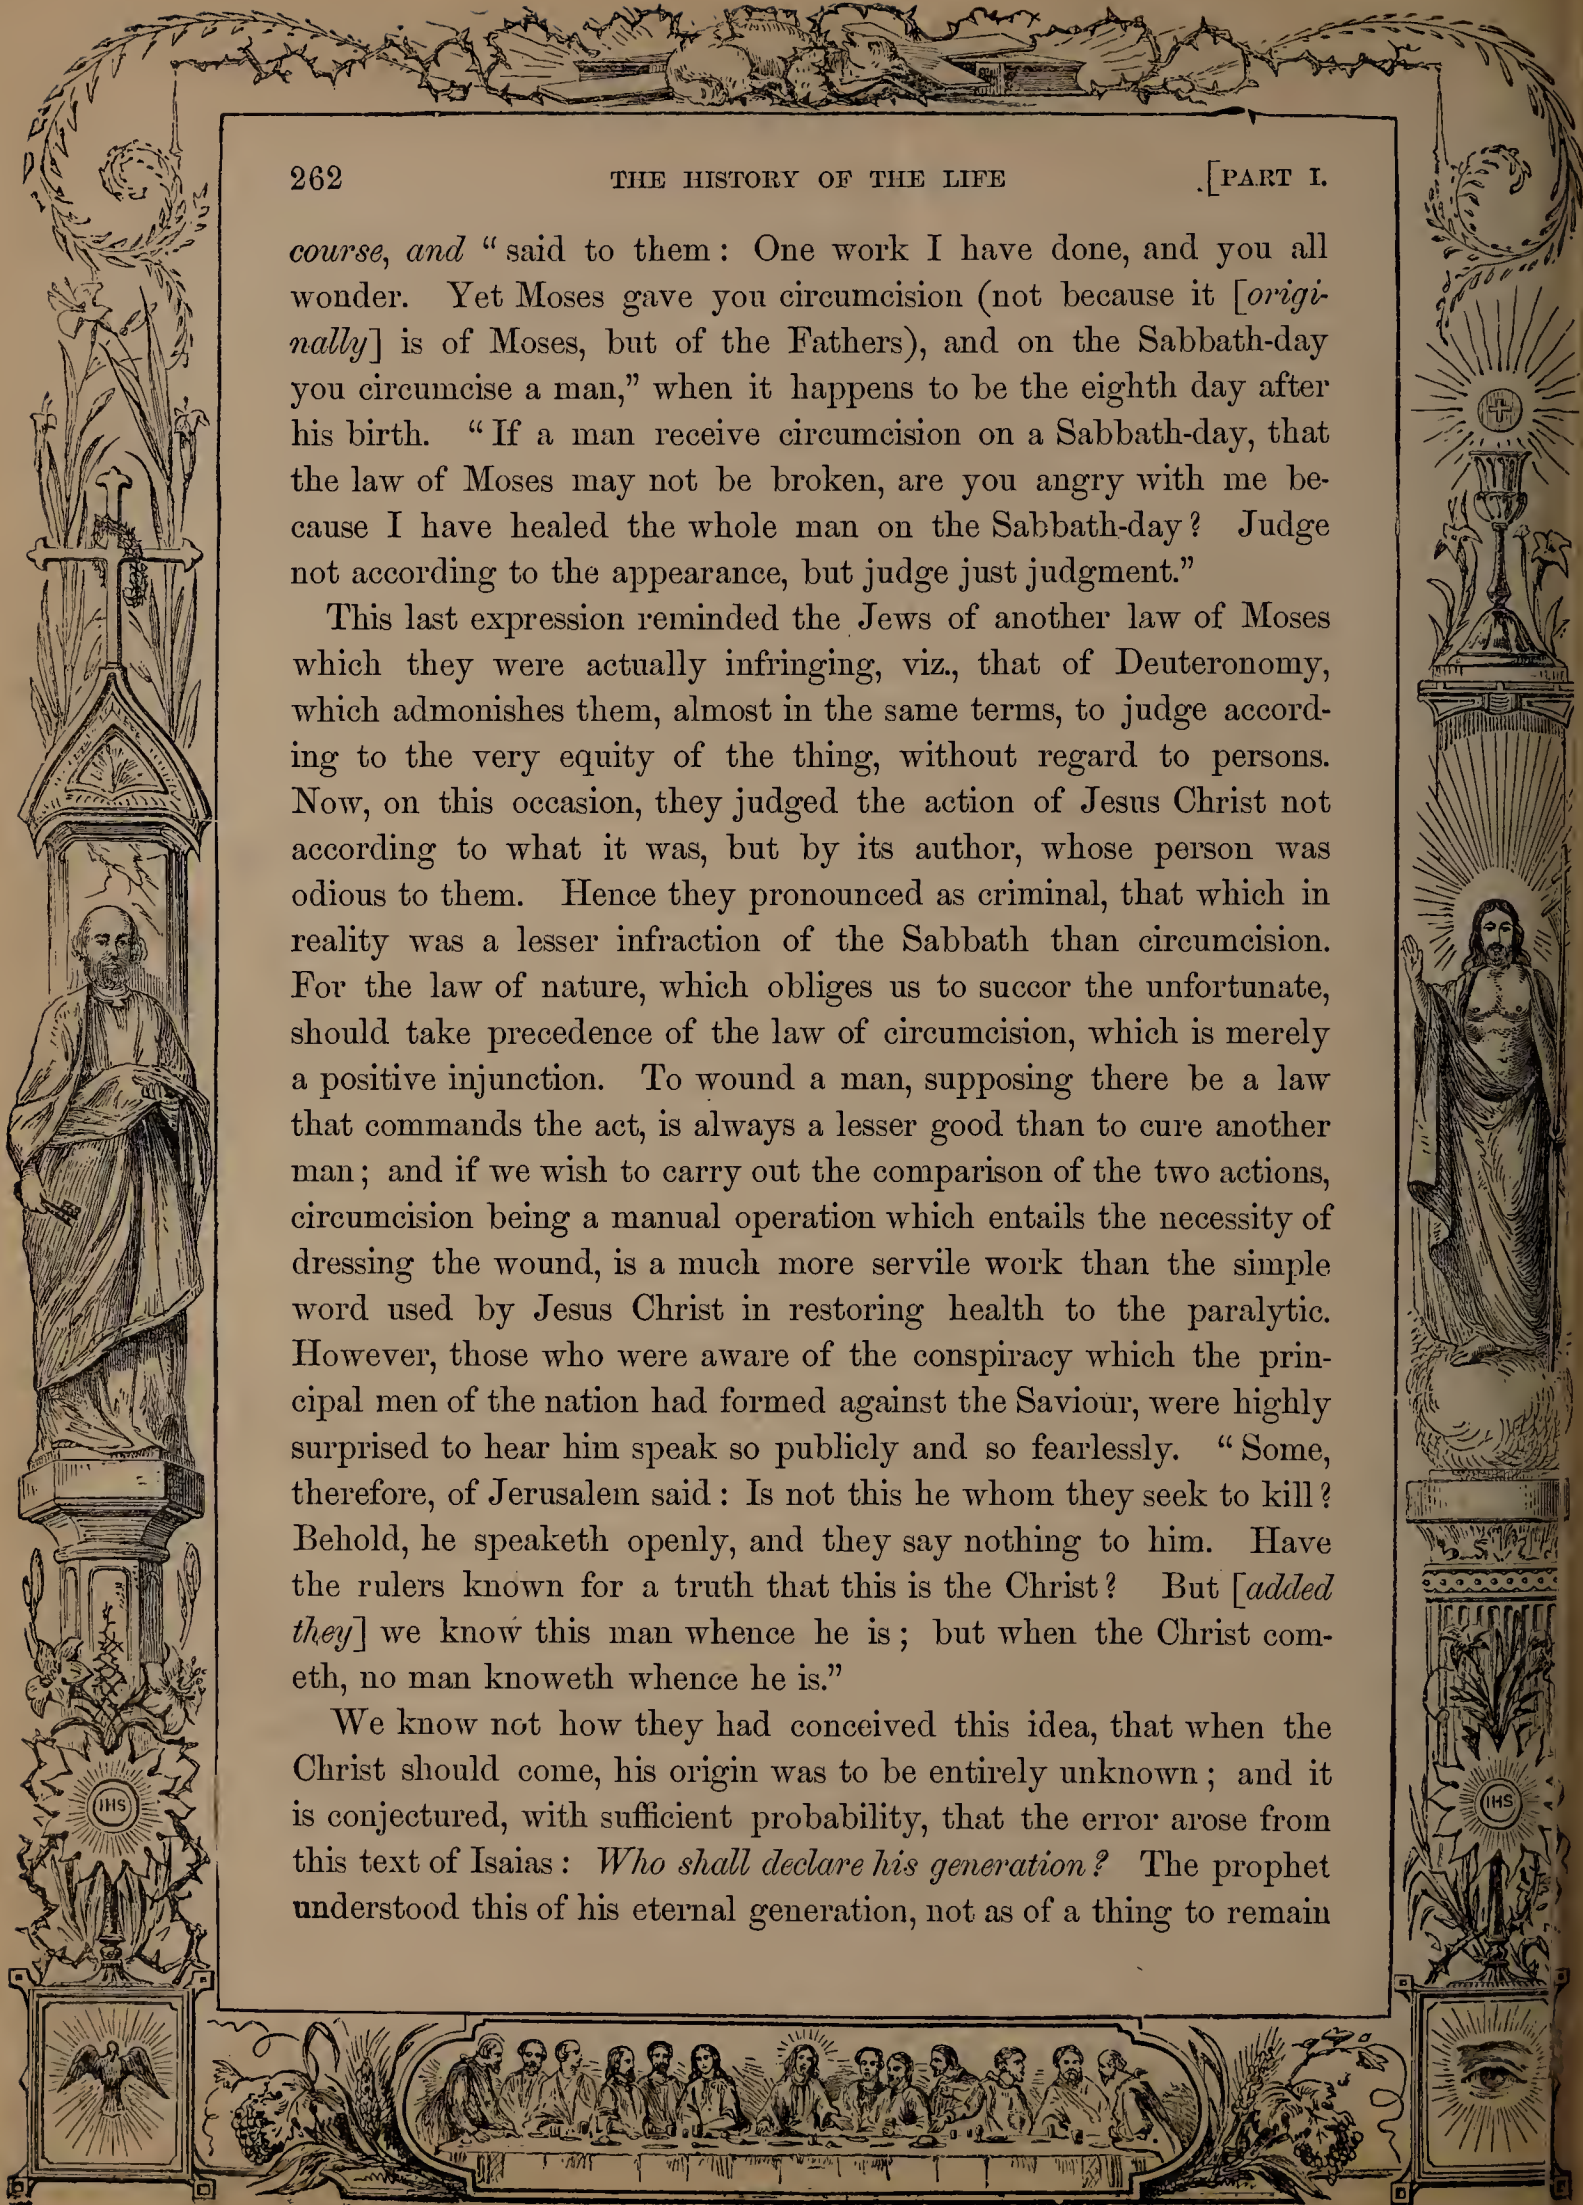 262 THE HISTORY OF THE LIFE [PART I.
course, and “said to them: One work I have done, and you all
wonder. Yet Moses gave you circumcision (not because it [origi-
nally] is of Moses, but of the Fathers), and on the Sabbath-day
you circumcise a man,” when it happens to be the eighth day after
his birth. “If a man receive circumcision on a Sabbath-day, that
the law of Moses may not be broken, are you angry with me be-
cause I have healed the whole man on the Sabbath-day? Judge
not according to the appearance, but judge just judgment.”
This last expression reminded the Jews of another law of Moses
which they were actually infringing, viz., that of Deuteronomy,
which admonishes them, almost in the same terms, to judge accord-
ing to the very equity of the thing, without regard to persons.
Now, on this occasion, they judged the action of Jesus Christ not
according to what it was, but by its author, whose person was
odious to them. Hence they pronounced as criminal, that which in
reality was a lesser infraction of the Sabbath than circumcision.
For the law of nature, which obliges us to succor the unfortunate,
should take precedence of the law of circumcision, which is merely
a positive injunction. To wound a man, supposing there be a law
that commands the act, is always a lesser good than to cure another
man; and if we wish to carry out the comparison of the two actions,
circumcision being a manual operation which entails the necessity of
dressing the wound, is a much more servile work than the simple
word used by Jesus Christ in restoring health to the paralytic.
However, those who were aware of the conspiracy which the prin-
cipal men of the nation had formed against the Saviour, were highly
surprised to hear him speak so publicly and so fearlessly. “Some,
therefore, of Jerusalem said: Is not this he whom they seek to kill?
Behold, he speaketh openly, and they say nothing to him. Have
the rulers known for a truth that this is the Christ? But [added
they] we know this man whence he is; but when the Christ com-
eth, no man knoweth whence he is.”
We know not how they had conceived this idea, that when the
Christ should come, his origin was to be entirely unknown; and it
is conjectured, with sufficient probability, that the error arose from
this text of Isaias: Who shall declare his generation? The prophet
understood this of his eternal generation, not as of a thing to remain
IHS
IHS